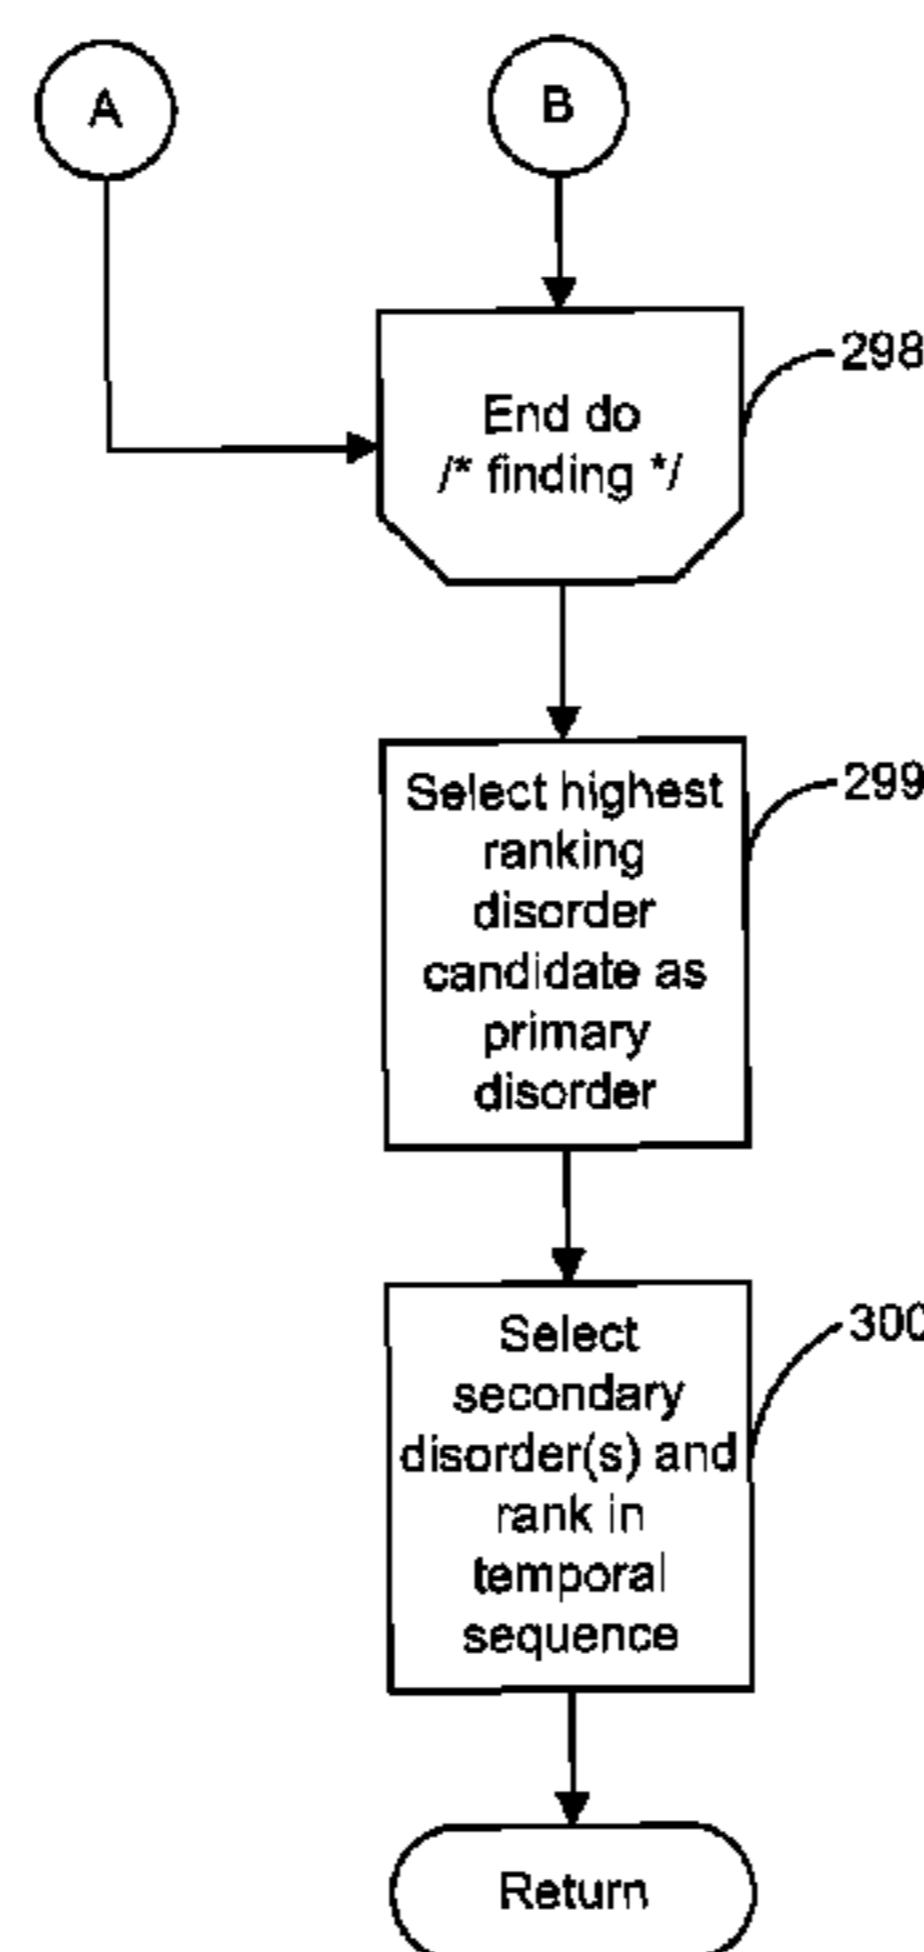 A
B
End do
/* finding */
298
Select highest
ranking
disorder
candidate as
primary
disorder
299
Select
secondary
disorder(s) and
rank in
temporal
sequence
300
Return